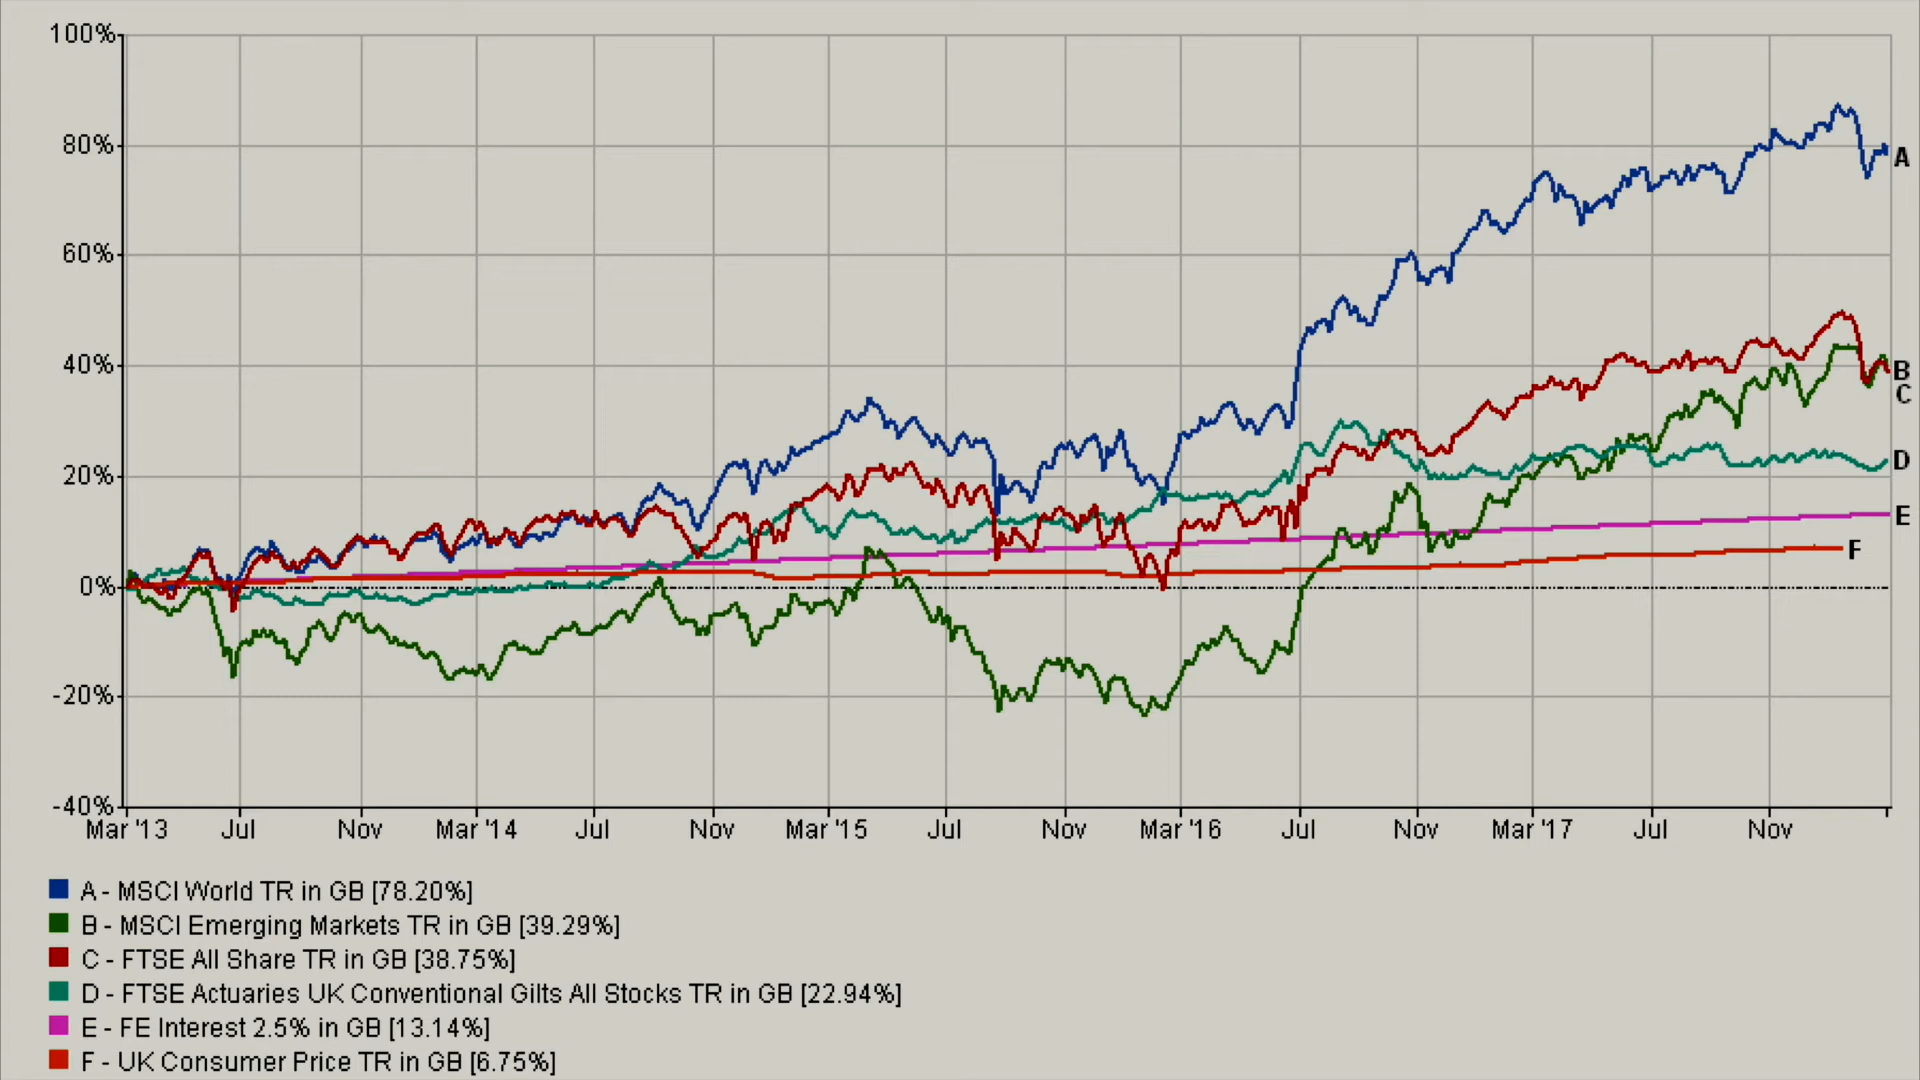 100%
80%
A
60%
40%
B
C
20%
D
E
F
0%
-20%
-40%
Mar '13 Jul Nov Mar '14 Jul Nov Mar '15 Jul Nov Mar '16 Jul Nov Mar '17 Jul Nov
A - MSCI World TR in GB [78.20%]
B - MSCI Emerging Markets TR in GB [39.29%]
C - FTSE All Share TR in GB [38.75%]
D - FTSE Actuaries UK Conventional Gilts All Stocks TR in GB [22.94%]
E - FE Interest 2.5% in GB [13.14%]
F - UK Consumer Price TR in GB [6.75%]